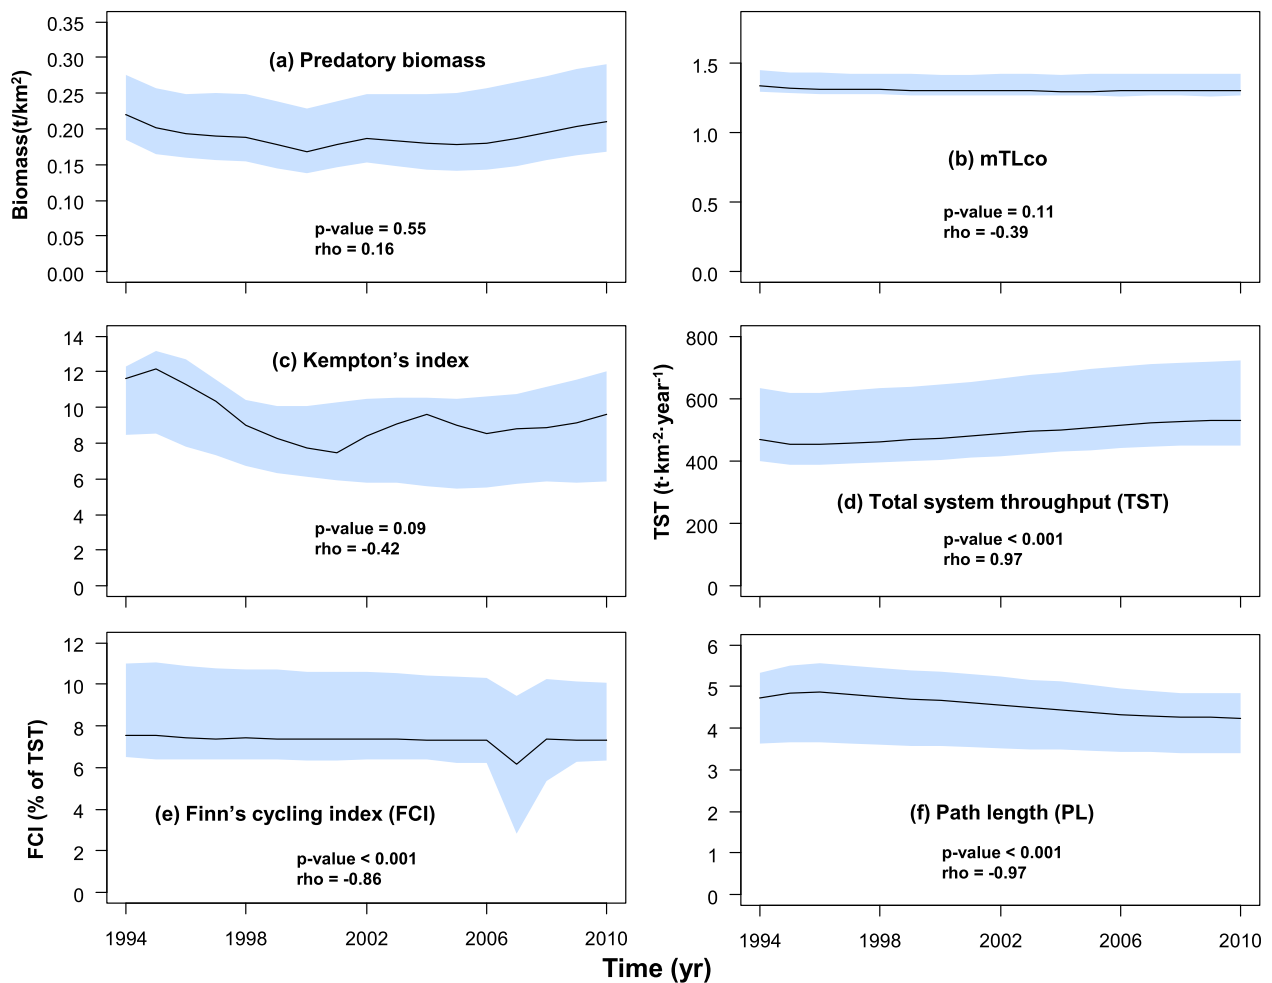 (a) Predatory biomass
Biomass(t/km²)
0.35
0.30
0.25
0.20
0.15
0.10
0.05
0.00
p-value = 0.55
rho = 0.16
(b) mTLco
1.5
1.0
0.5
0.0
p-value = 0.11
rho = -0.39
(c) Kempton’s index
14
12
10
8
6
4
2
0
p-value = 0.09
rho = -0.42
TST (t·km⁻²·year⁻¹)
800
600
400
200
0
(d) Total system throughput (TST)
p-value < 0.001
rho = 0.97
FCI (% of TST)
12
10
8
6
4
2
0
(e) Finn’s cycling index (FCI)
p-value < 0.001
rho = -0.86
1994 1998 2002 2006 2010
6
5
4
3
2
1
0
(f) Path length (PL)
p-value < 0.001
rho = -0.97
1994 1998 2002 2006 2010
Time (yr)